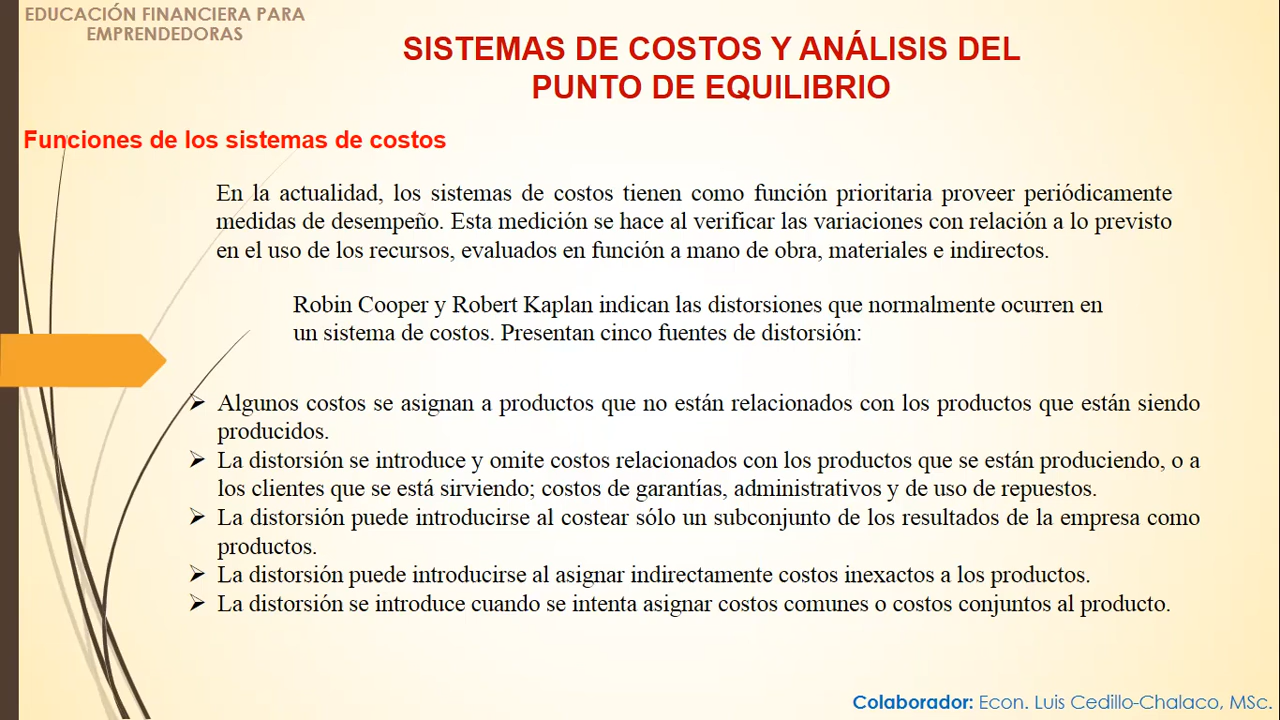 EDUCACIÓN FINANCIERA PARA
EMPRENDEDORAS
SISTEMAS DE COSTOS Y ANÁLISIS DEL
PUNTO DE EQUILIBRIO
Funciones de los sistemas de costos
En la actualidad, los sistemas de costos tienen como función prioritaria proveer periódicamente
medidas de desempeño. Esta medición se hace al verificar las variaciones con relación a lo previsto
en el uso de los recursos, evaluados en función a mano de obra, materiales e indirectos.
Robin Cooper y Robert Kaplan indican las distorsiones que normalmente ocurren en
un sistema de costos. Presentan cinco fuentes de distorsión:
➢ Algunos costos se asignan a productos que no están relacionados con los productos que están siendo
producidos.
➢ La distorsión se introduce y omite costos relacionados con los productos que se están produciendo, o a
los clientes que se está sirviendo; costos de garantías, administrativos y de uso de repuestos.
➢ La distorsión puede introducirse al costear sólo un subconjunto de los resultados de la empresa como
productos.
➢ La distorsión puede introducirse al asignar indirectamente costos inexactos a los productos.
➢ La distorsión se introduce cuando se intenta asignar costos comunes o costos conjuntos al producto.
Colaborador: Econ. Luis Cedillo-Chalaco, MSc.